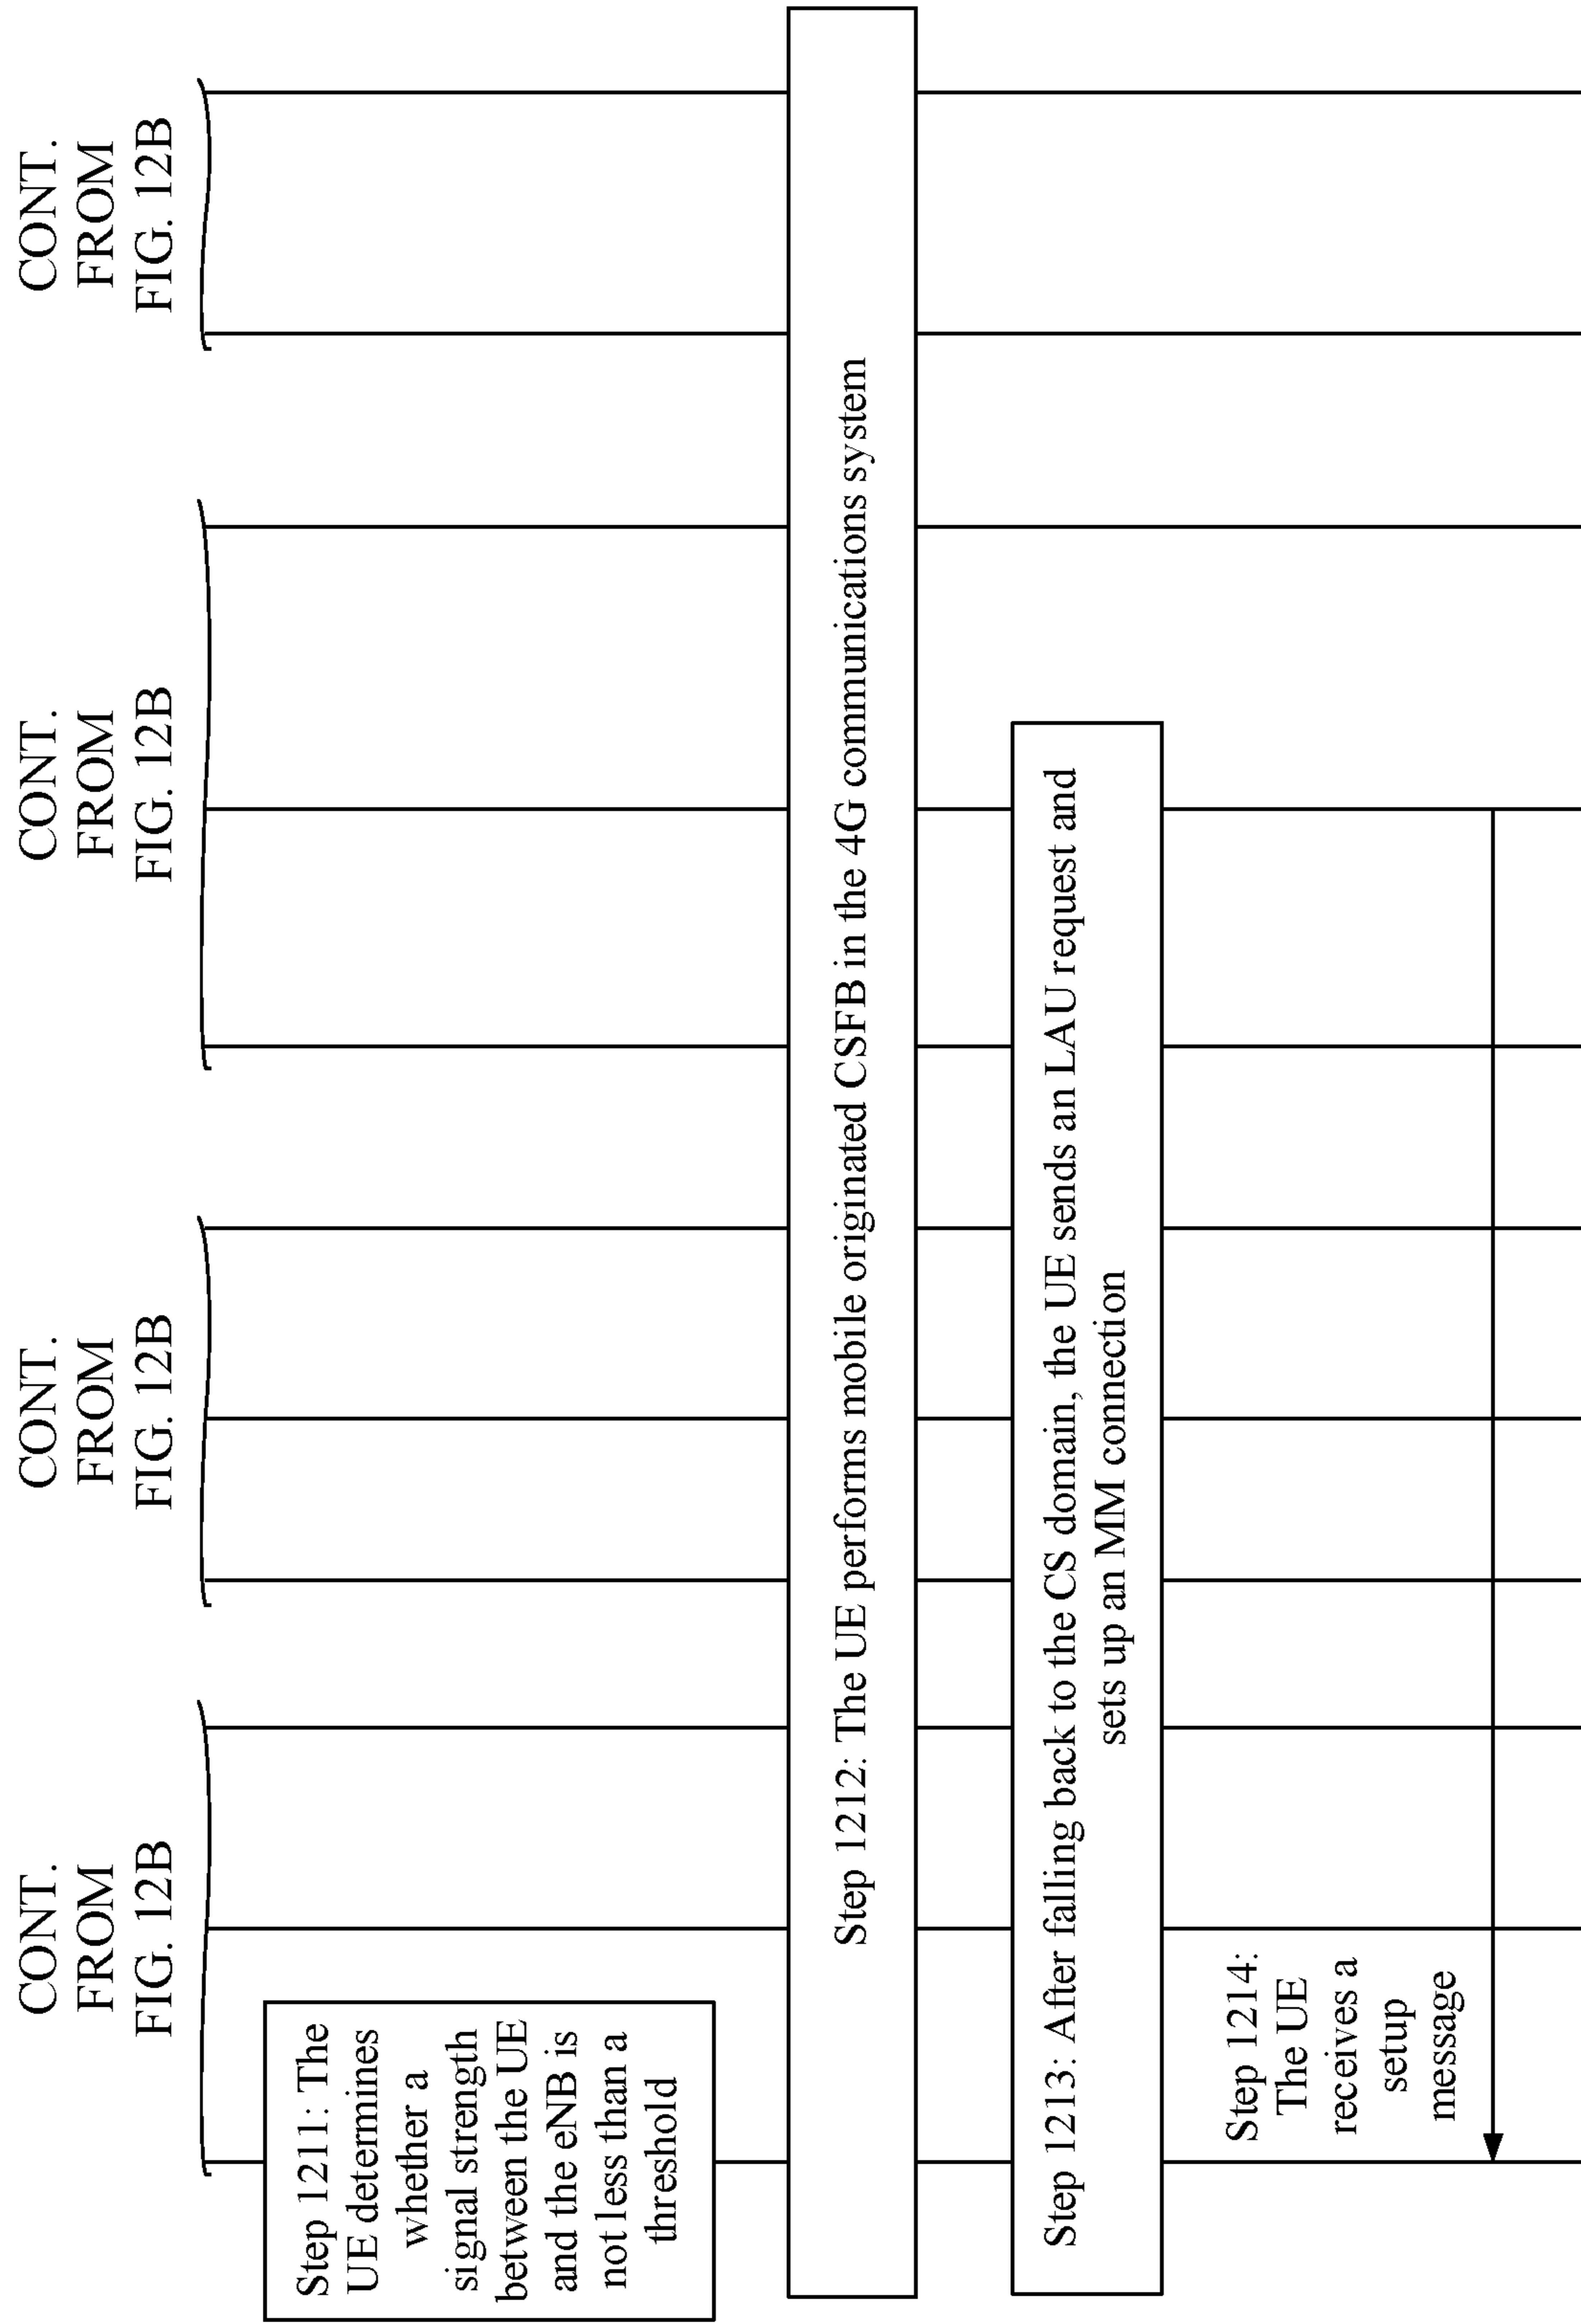 CONT.
FROM
FIG. 12B
CONT.
FROM
FIG. 12B
CONT.
FROM
FIG. 12B
CONT.
FROM
FIG. 12B
Step 1211: The
UE determines
whether a
signal strength
between the UE
and the eNB is
not less than a
threshold
Step 1212: The UE performs mobile originated CSFB in the 4G communications system
Step 1213: After falling back to the CS domain, the UE sends an LAU request and
sets up an MM connection
Step 1214:
The UE
receives a
setup
message